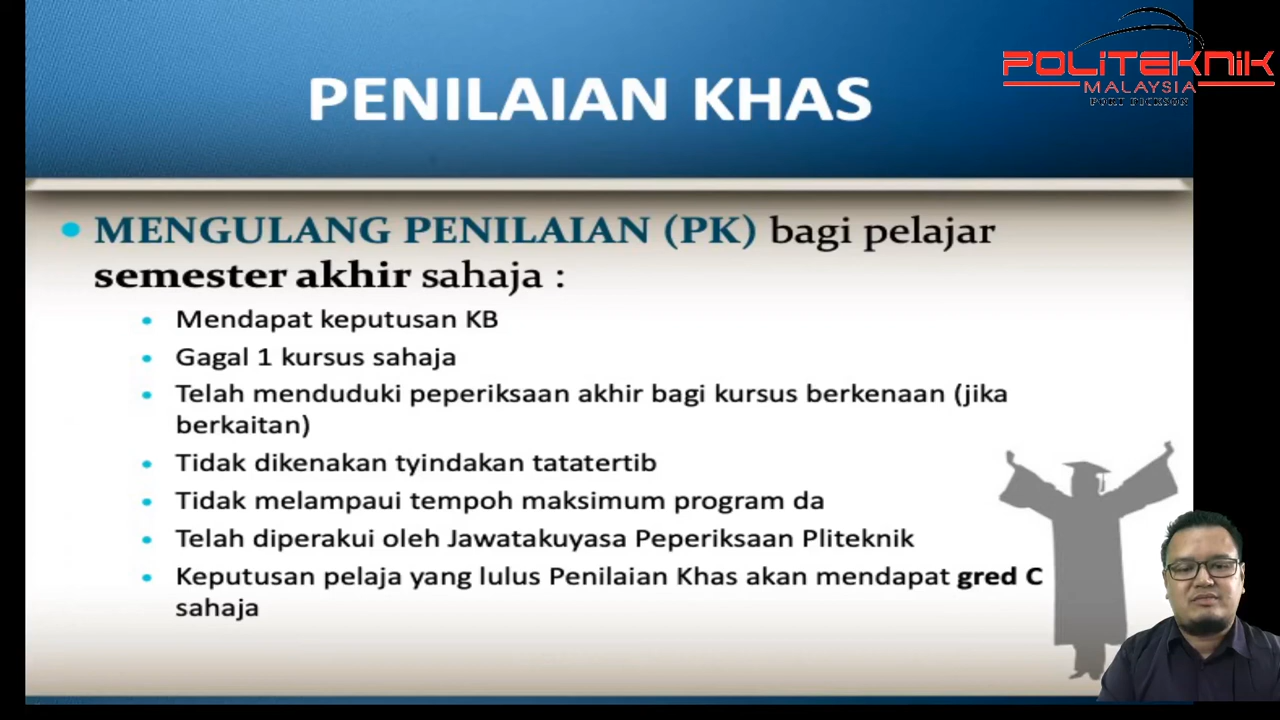 POLITEKNIK
MALAYSIA
PORT DICKSON
PENILAIAN KHAS
MENGULANG PENILAIAN (PK) bagi pelajar
semester akhir sahaja :
Mendapat keputusan KB
Gagal 1 kursus sahaja
Telah menduduki peperiksaan akhir bagi kursus berkenaan (jika
berkaitan)
Tidak dikenakan tyindakan tatatertib
Tidak melampaui tempoh maksimum program da
Telah diperakui oleh Jawatakuyasa Peperiksaan Pliteknik
Keputusan pelaja yang lulus Penilaian Khas akan mendapat gred C
sahaja